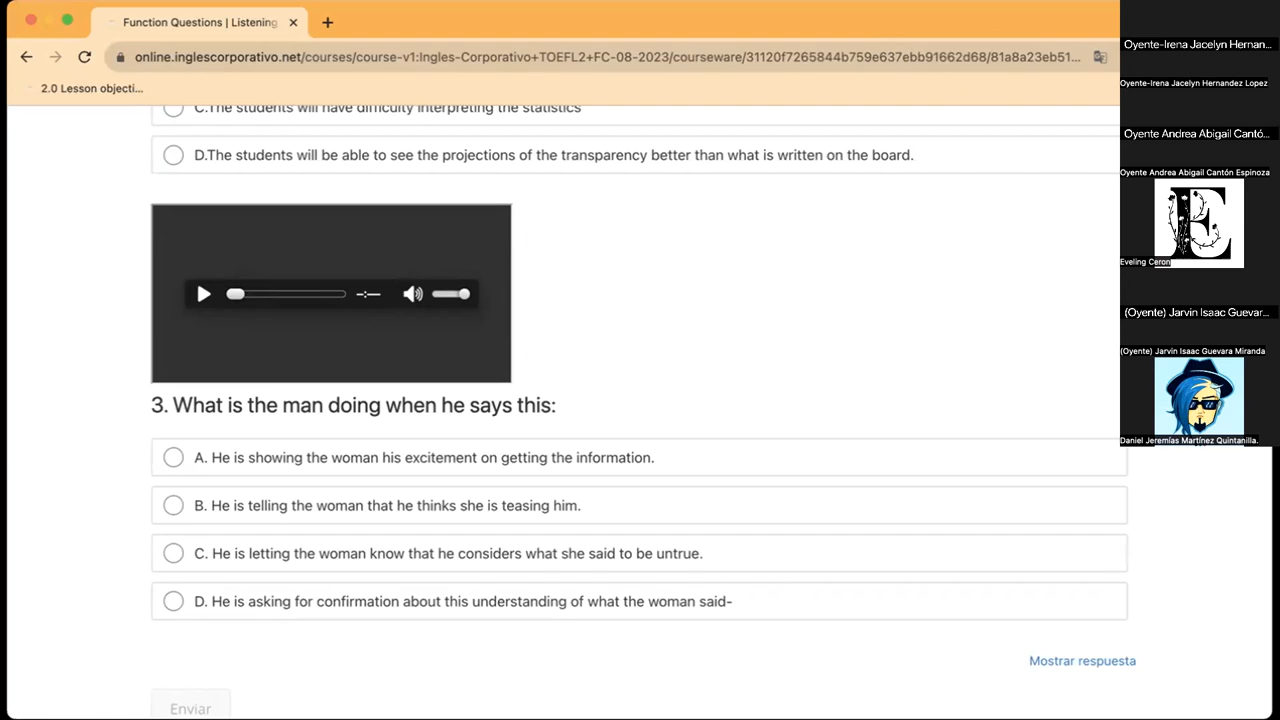 Function Questions | Listening
online.inglescorporativo.net/courses/course-v1:Ingles-Corporativo+TOEFL2+FC-08-2023/courseware/31120f7265844b759e637ebb91662d68/81a8a23eb51...
2.0 Lesson objecti...
C.The students will have difficulty interpreting the statistics
D.The students will be able to see the projections of the transparency better than what is written on the board.
3. What is the man doing when he says this:
A. He is showing the woman his excitement on getting the information.
B. He is telling the woman that he thinks she is teasing him.
C. He is letting the woman know that he considers what she said to be untrue.
D. He is asking for confirmation about this understanding of what the woman said-
Mostrar respuesta
Enviar
Oyente-Irena Jacelyn Hernan...
Oyente-Irena Jacelyn Hernandez Lopez
Oyente Andrea Abigail Cantó...
Oyente Andrea Abigail Cantón Espinoza
E
Eveling Ceron
(Oyente) Jarvin Isaac Guevar...
(Oyente) Jarvin Isaac Guevara Miranda
Daniel Jeremías Martínez Quintanilla.